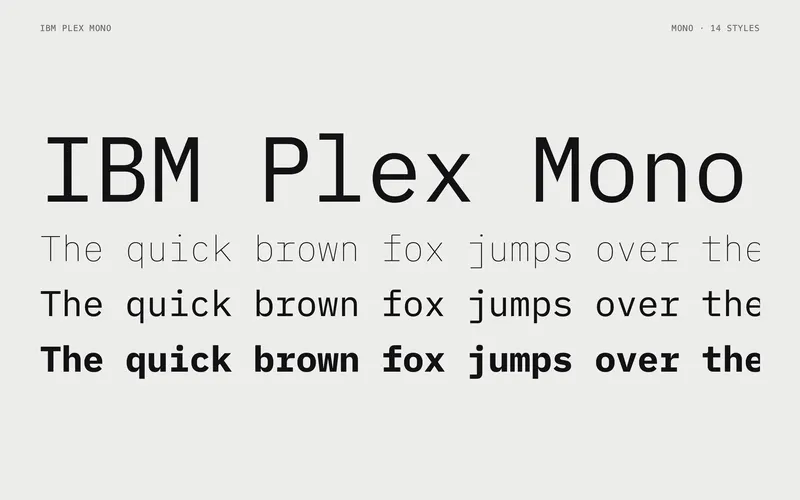 IBM PLEX MONO
MONO · 14 STYLES
IBM Plex Mono
The quick brown fox jumps over the
The quick brown fox jumps over the
The quick brown fox jumps over the